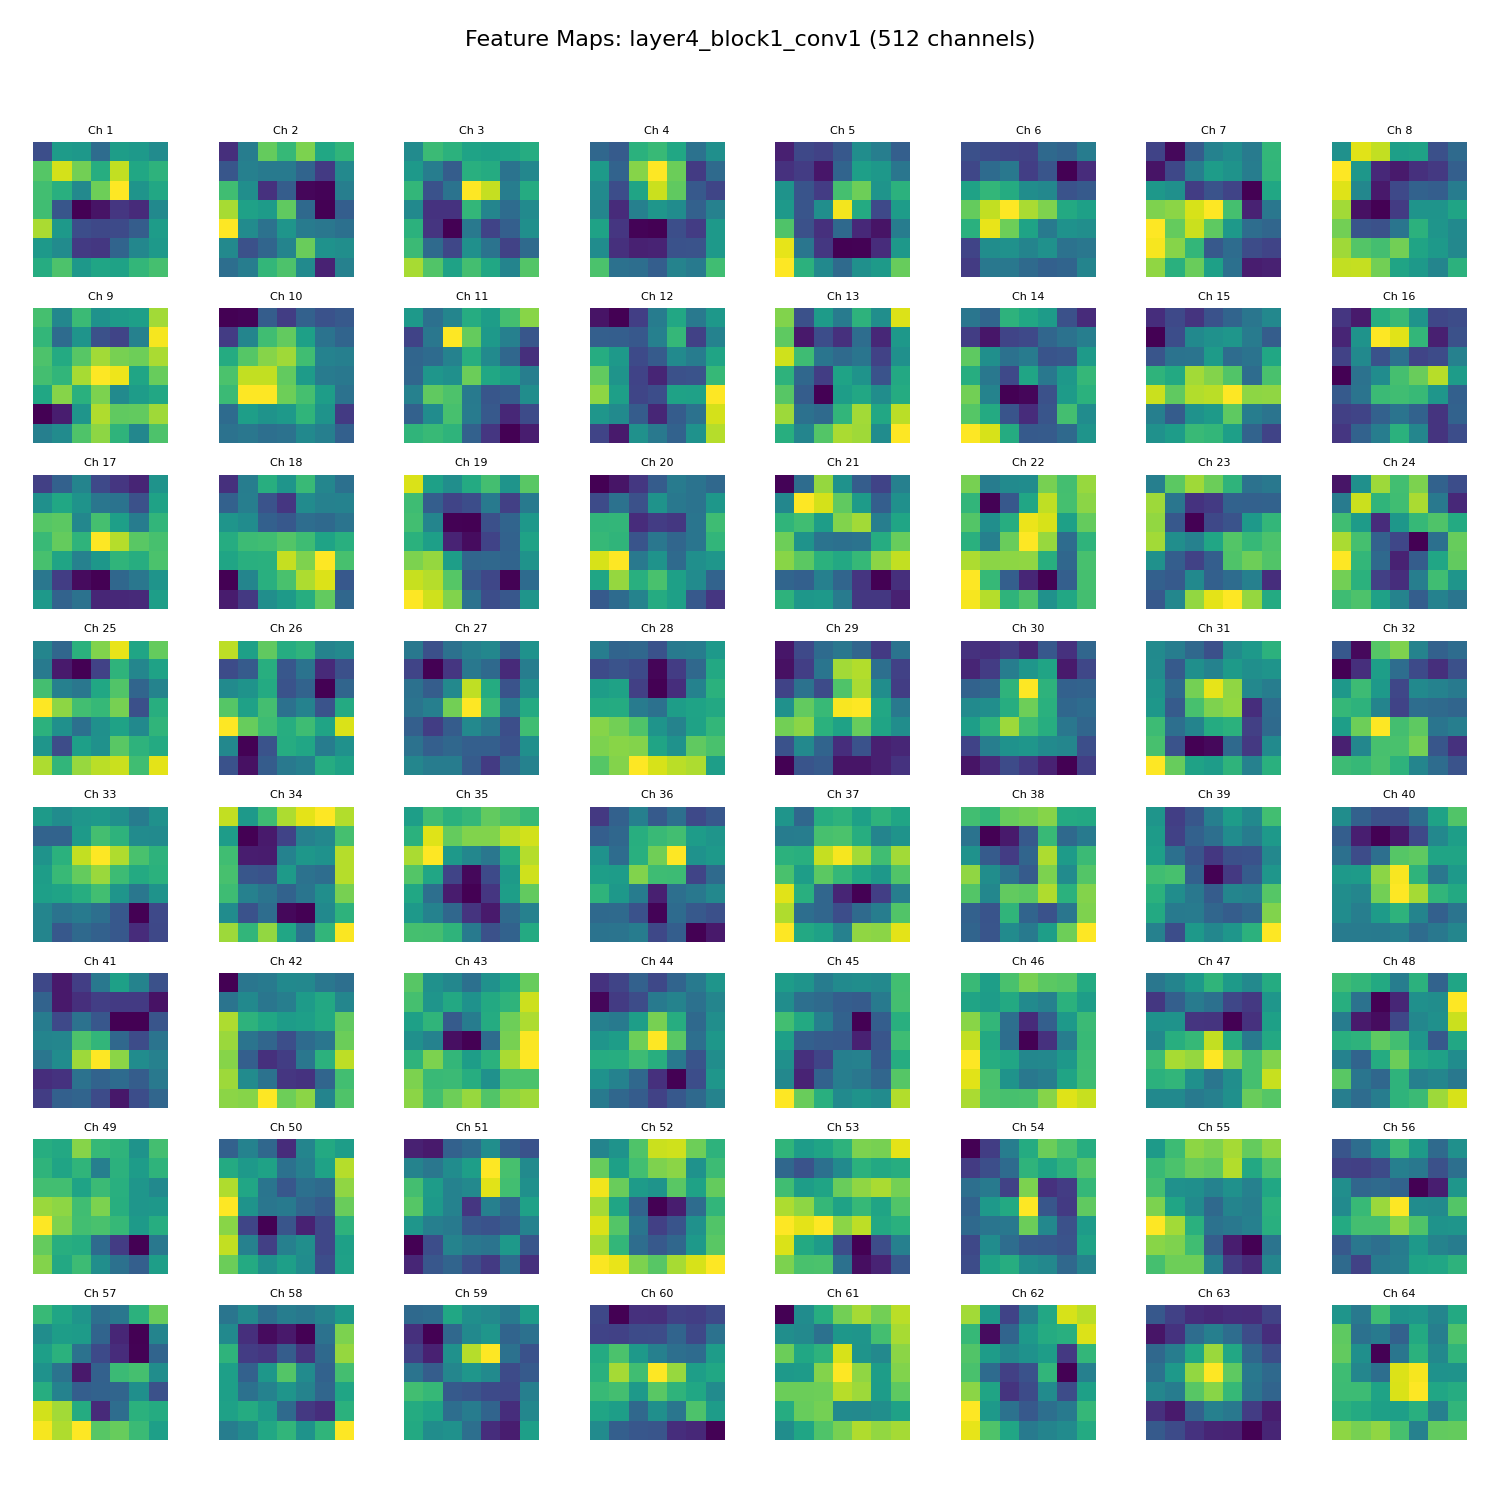 Feature Maps: layer4_block1_conv1 (512 channels)
Ch 1 Ch 2 Ch 3 Ch 4 Ch 5 Ch 6 Ch 7 Ch 8
Ch 9 Ch 10 Ch 11 Ch 12 Ch 13 Ch 14 Ch 15 Ch 16
Ch 17 Ch 18 Ch 19 Ch 20 Ch 21 Ch 22 Ch 23 Ch 24
Ch 25 Ch 26 Ch 27 Ch 28 Ch 29 Ch 30 Ch 31 Ch 32
Ch 33 Ch 34 Ch 35 Ch 36 Ch 37 Ch 38 Ch 39 Ch 40
Ch 41 Ch 42 Ch 43 Ch 44 Ch 45 Ch 46 Ch 47 Ch 48
Ch 49 Ch 50 Ch 51 Ch 52 Ch 53 Ch 54 Ch 55 Ch 56
Ch 57 Ch 58 Ch 59 Ch 60 Ch 61 Ch 62 Ch 63 Ch 64